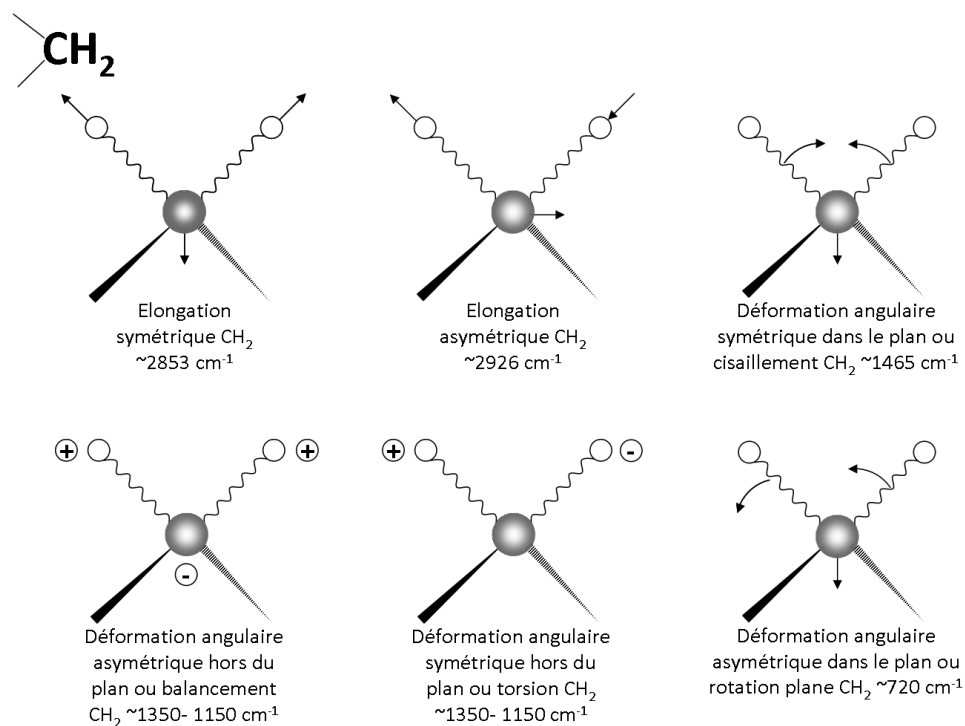 CH₂
Elongation
symétrique CH₂
~2853 cm⁻¹
Elongation
asymétrique CH₂
~2926 cm⁻¹
Déformation angulaire
symétrique dans le plan ou
cisaillement CH₂ ~1465 cm⁻¹
+
+
-
Déformation angulaire
asymétrique hors du
plan ou balancement
CH₂ ~1350- 1150 cm⁻¹
+
-
Déformation angulaire
symétrique hors du
plan ou torsion CH₂
~1350- 1150 cm⁻¹
Déformation angulaire
asymétrique dans le plan ou
rotation plane CH₂ ~720 cm⁻¹